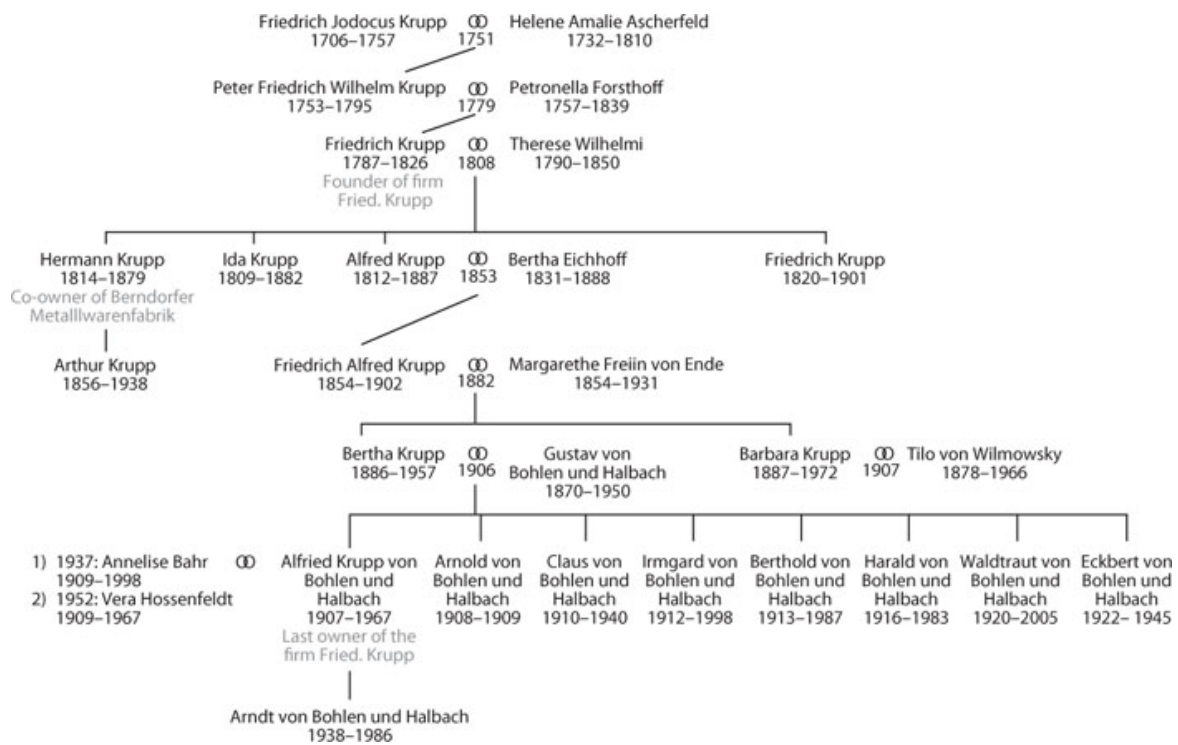 Friedrich Jodocus Krupp ⚭ Helene Amalie Ascherfeld
1706–1757 1751 1732–1810
Peter Friedrich Wilhelm Krupp ⚭ Petronella Forsthoff
1753–1795 1779 1757–1839
Friedrich Krupp ⚭ Therese Wilhelmi
1787–1826 1808 1790–1850
Founder of firm
Fried. Krupp
Hermann Krupp Ida Krupp Alfred Krupp ⚭ Bertha Eichhoff Friedrich Krupp
1814–1879 1809–1882 1812–1887 1853 1831–1888 1820–1901
Co-owner of Berndorfer
Metalllwarenfabrik
Arthur Krupp Friedrich Alfred Krupp ⚭ Margarethe Freiin von Ende
1856–1938 1854–1902 1882 1854–1931
Bertha Krupp ⚭ Gustav von Barbara Krupp ⚭ Tilo von Wilmowsky
1886–1957 1906 Bohlen und Halbach 1887–1972 1907 1878–1966
1870–1950
1) 1937: Annelise Bahr ⚭ Alfried Krupp von Arnold von Claus von Irmgard von Berthold von Harald von Waldtraut von Eckbert von
1909–1998 Bohlen und Bohlen und Bohlen und Bohlen und Bohlen und Bohlen und Bohlen und Bohlen und
2) 1952: Vera Hossenfeldt Halbach Halbach Halbach Halbach Halbach Halbach Halbach Halbach
1909–1967 1907–1967 1908–1909 1910–1940 1912–1998 1913–1987 1916–1983 1920–2005 1922– 1945
Last owner of the
firm Fried. Krupp
Arndt von Bohlen und Halbach
1938–1986